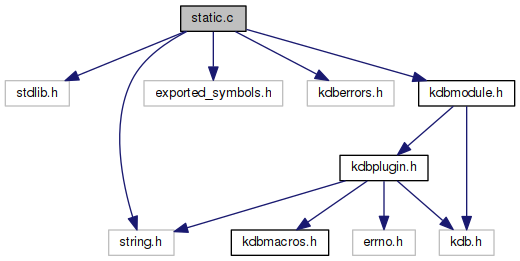 static.c
stdlib.h
exported_symbols.h
kdberrors.h
kdbmodule.h
kdbplugin.h
string.h
kdbmacros.h
errno.h
kdb.h